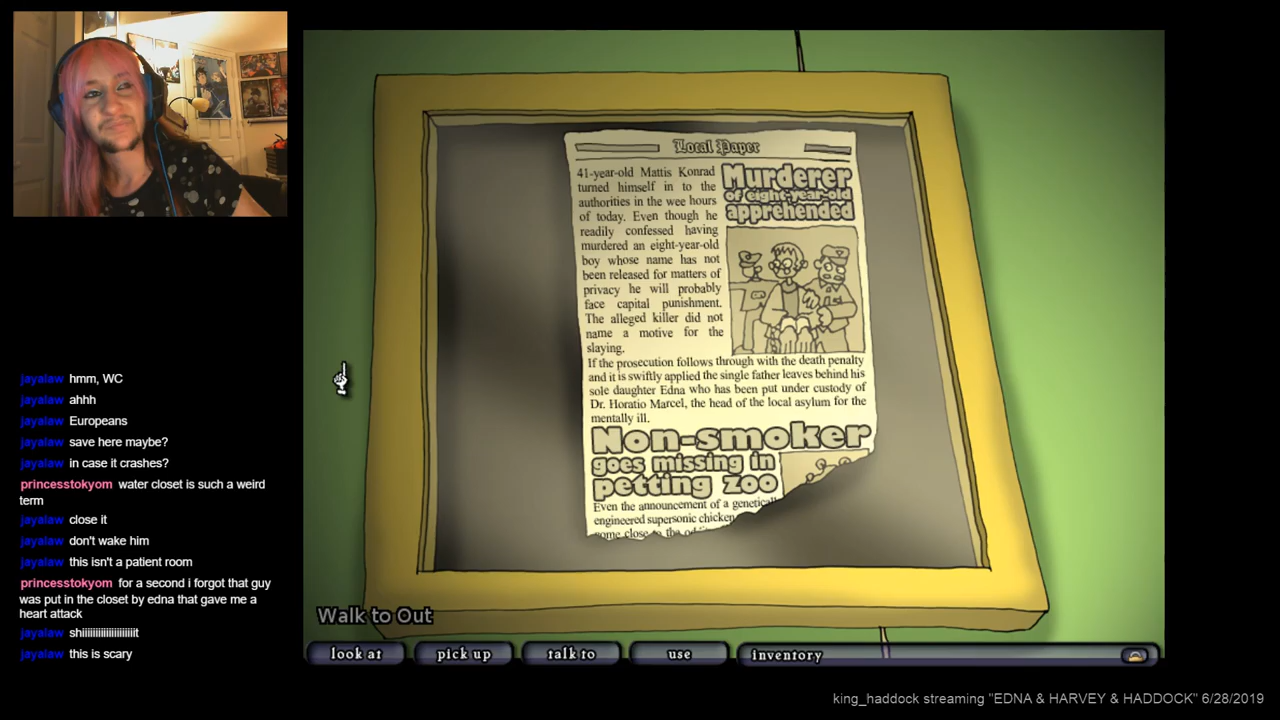 jayalaw hmm, WC
jayalaw ahhh
jayalaw Europeans
jayalaw save here maybe?
jayalaw in case it crashes?
princesstokyom water closet is such a weird
term
jayalaw close it
jayalaw don't wake him
jayalaw this isn't a patient room
princesstokyom for a second i forgot that guy
was put in the closet by edna that gave me a
heart attack
jayalaw shiiiiiiiiiiiiiiiiiiiit
jayalaw this is scary
Local Paper
41-year-old Mattis Konrad
turned himself in to the
authorities in the wee hours
of today. Even though he
readily confessed having
murdered an eight-year-old
boy whose name has not
been released for matters of
privacy he will probably
face capital punishment.
The alleged killer did not
name a motive for the
slaying.
Murderer
of eight-year-old
apprehended
If the prosecution follows through with the death penalty
and it is swiftly applied the single father leaves behind his
sole daughter Edna who has been put under custody of
Dr. Horatio Marcel, the head of the local asylum for the
mentally ill.
Non-smoker
goes missing in
petting zoo
Even the announcement of a genetically
engineered supersonic chicken
some close to the
Walk to Out
look at
pick up
talk to
use
inventory
king_haddock streaming "EDNA & HARVEY & HADDOCK" 6/28/2019